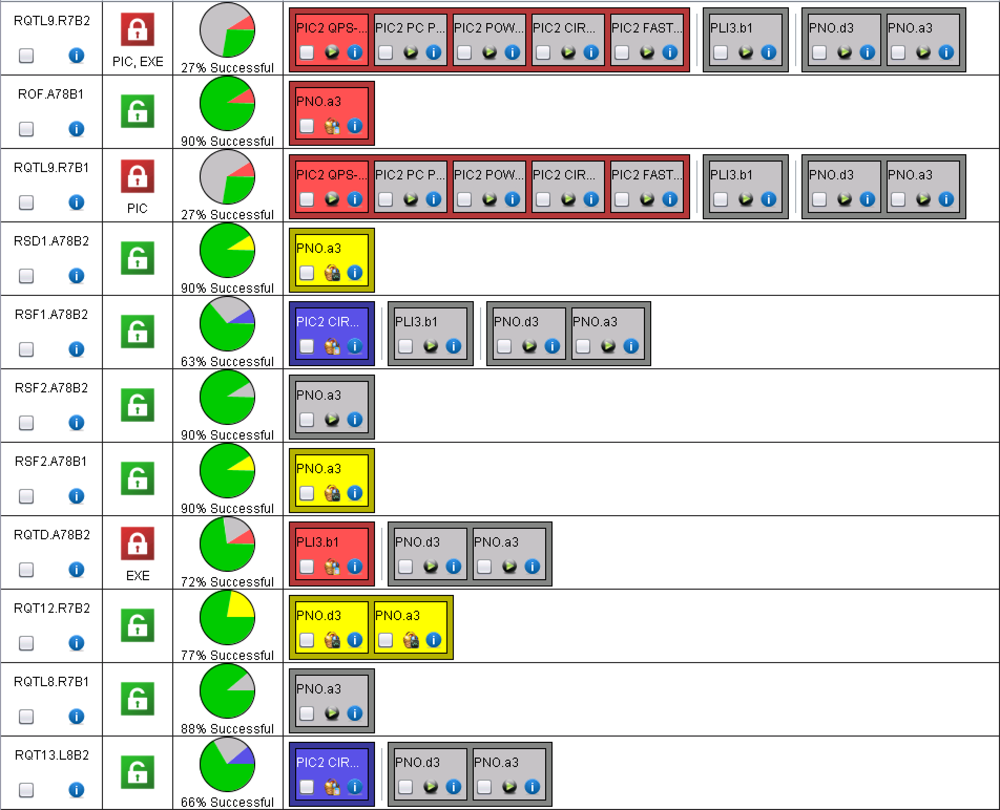 RQTL9.R7B2
PIC, EXE
27% Successful
PIC2 QPS-... PIC2 PC P... PIC2 POW... PIC2 CIR... PIC2 FAST... PLI3.b1 PNO.d3 PNO.a3
ROF.A78B1
90% Successful
PNO.a3
RQTL9.R7B1
PIC
27% Successful
PIC2 QPS-... PIC2 PC P... PIC2 POW... PIC2 CIR... PIC2 FAST... PLI3.b1 PNO.d3 PNO.a3
RSD1.A78B2
90% Successful
PNO.a3
RSF1.A78B2
63% Successful
PIC2 CIR... PLI3.b1 PNO.d3 PNO.a3
RSF2.A78B2
90% Successful
PNO.a3
RSF2.A78B1
90% Successful
PNO.a3
RQTD.A78B2
EXE
72% Successful
PLI3.b1 PNO.d3 PNO.a3
RQT12.R7B2
77% Successful
PNO.d3 PNO.a3
RQTL8.R7B1
88% Successful
PNO.a3
RQT13.L8B2
66% Successful
PIC2 CIR... PNO.d3 PNO.a3